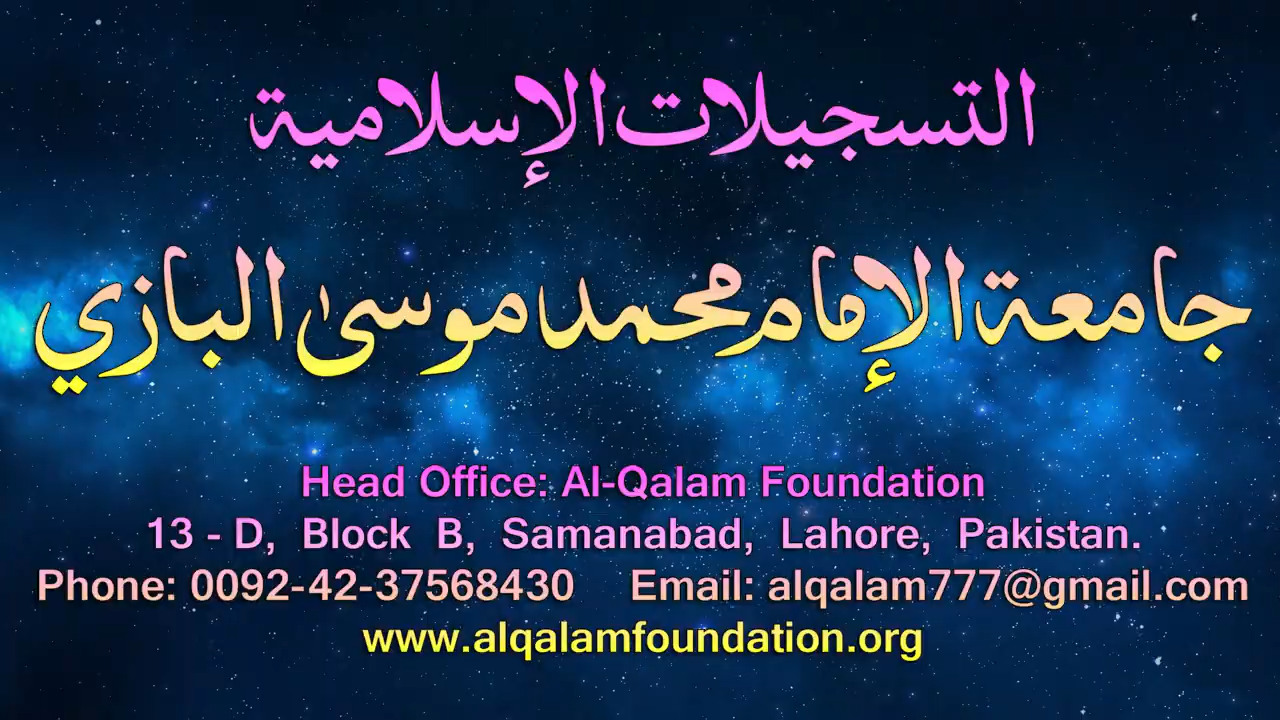 التسجيلات الإسلامية
جامعة الإمام محمد موسىٰ البازي
Head Office: Al-Qalam Foundation
13 - D, Block B, Samanabad, Lahore, Pakistan.
Phone: 0092-42-37568430 Email: alqalam777@gmail.com
www.alqalamfoundation.org